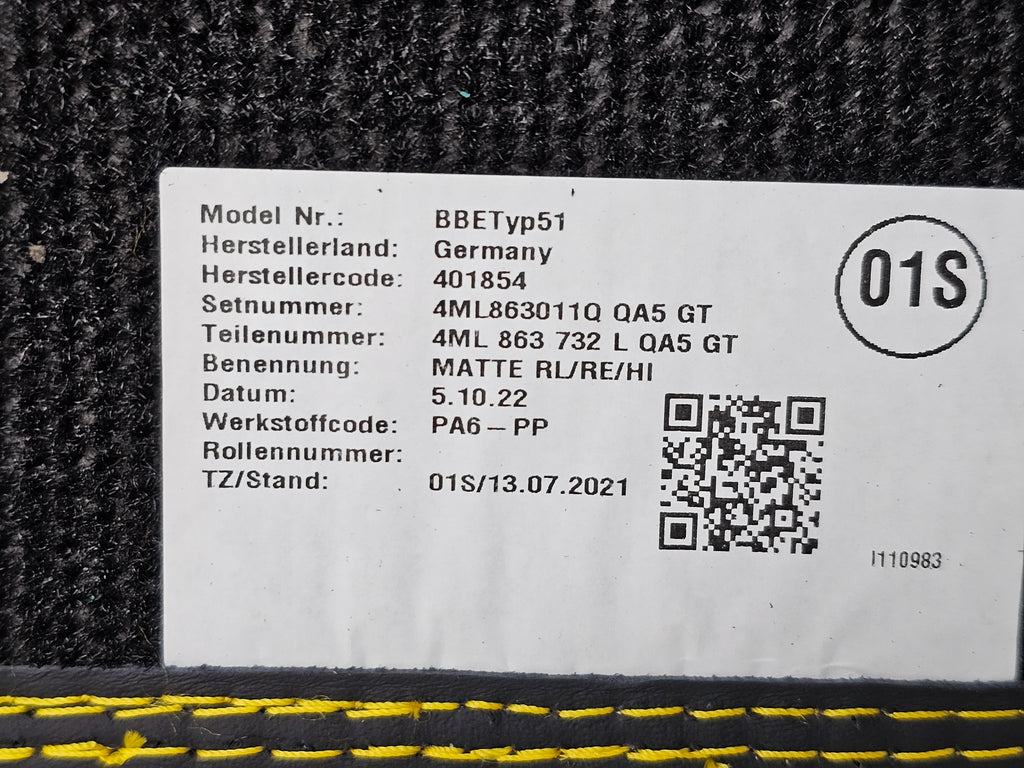 Model Nr.: BBETyp51
Herstellerland: Germany
Herstellercode: 401854
Setnummer: 4ML863011Q QA5 GT
Teilenummer: 4ML 863 732 L QA5 GT
Benennung: MATTE RL/RE/HI
Datum: 5.10.22
Werkstoffcode: PA6 – PP
Rollennummer:
TZ/Stand: 01S/13.07.2021
01S
I110983